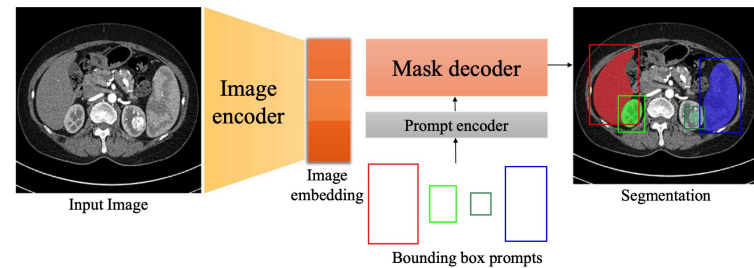 Input Image
Image
encoder
Image
embedding
Mask decoder
Prompt encoder
Bounding box prompts
Segmentation